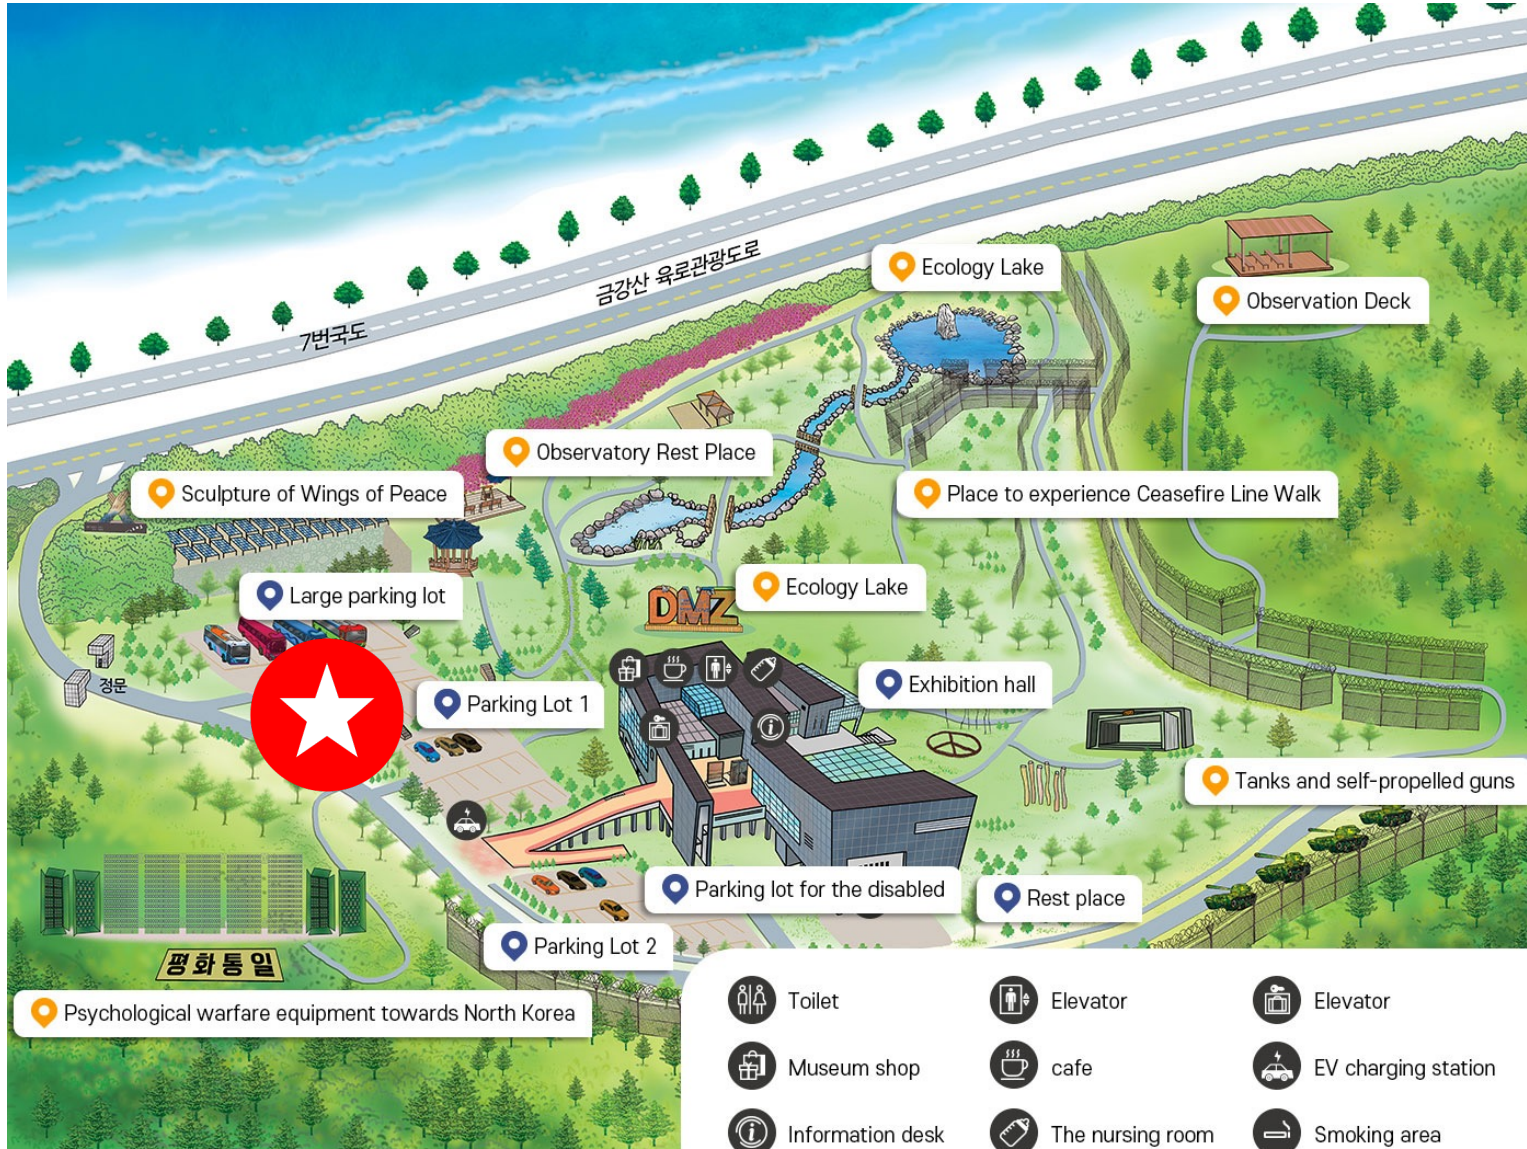 금강산 육로관광도로
7번국도
Ecology Lake
Observation Deck
Observatory Rest Place
Sculpture of Wings of Peace
Place to experience Ceasefire Line Walk
Large parking lot
DMZ
Ecology Lake
정문
Parking Lot 1
Exhibition hall
Tanks and self-propelled guns
Parking lot for the disabled
Rest place
Parking Lot 2
평화통일
Psychological warfare equipment towards North Korea
Toilet
Elevator
Elevator
Museum shop
cafe
EV charging station
Information desk
The nursing room
Smoking area